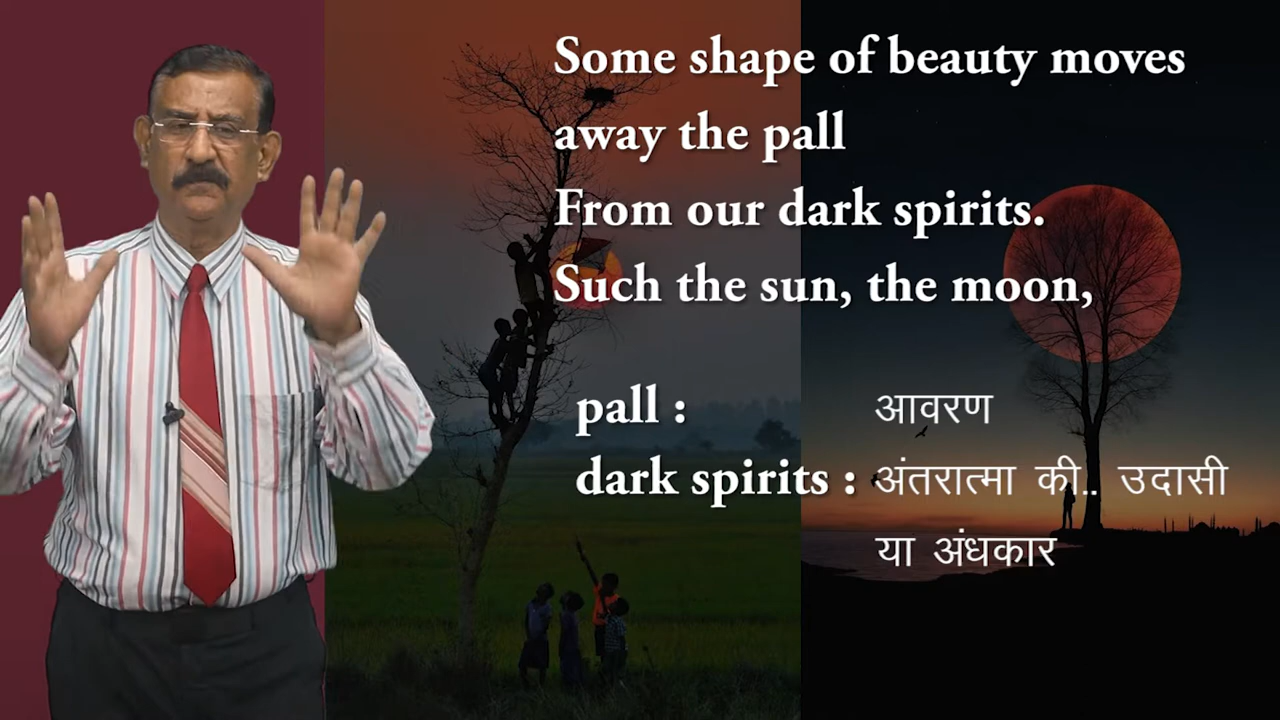 Some shape of beauty moves
away the pall
From our dark spirits.
Such the sun, the moon,
pall : आवरण
dark spirits : अंतरात्मा की.. उदासी
या अंधकार